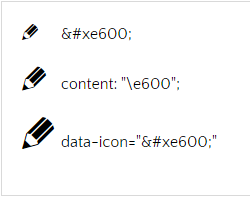 &#xe600;
content: "\e600";
data-icon="&#xe600;"